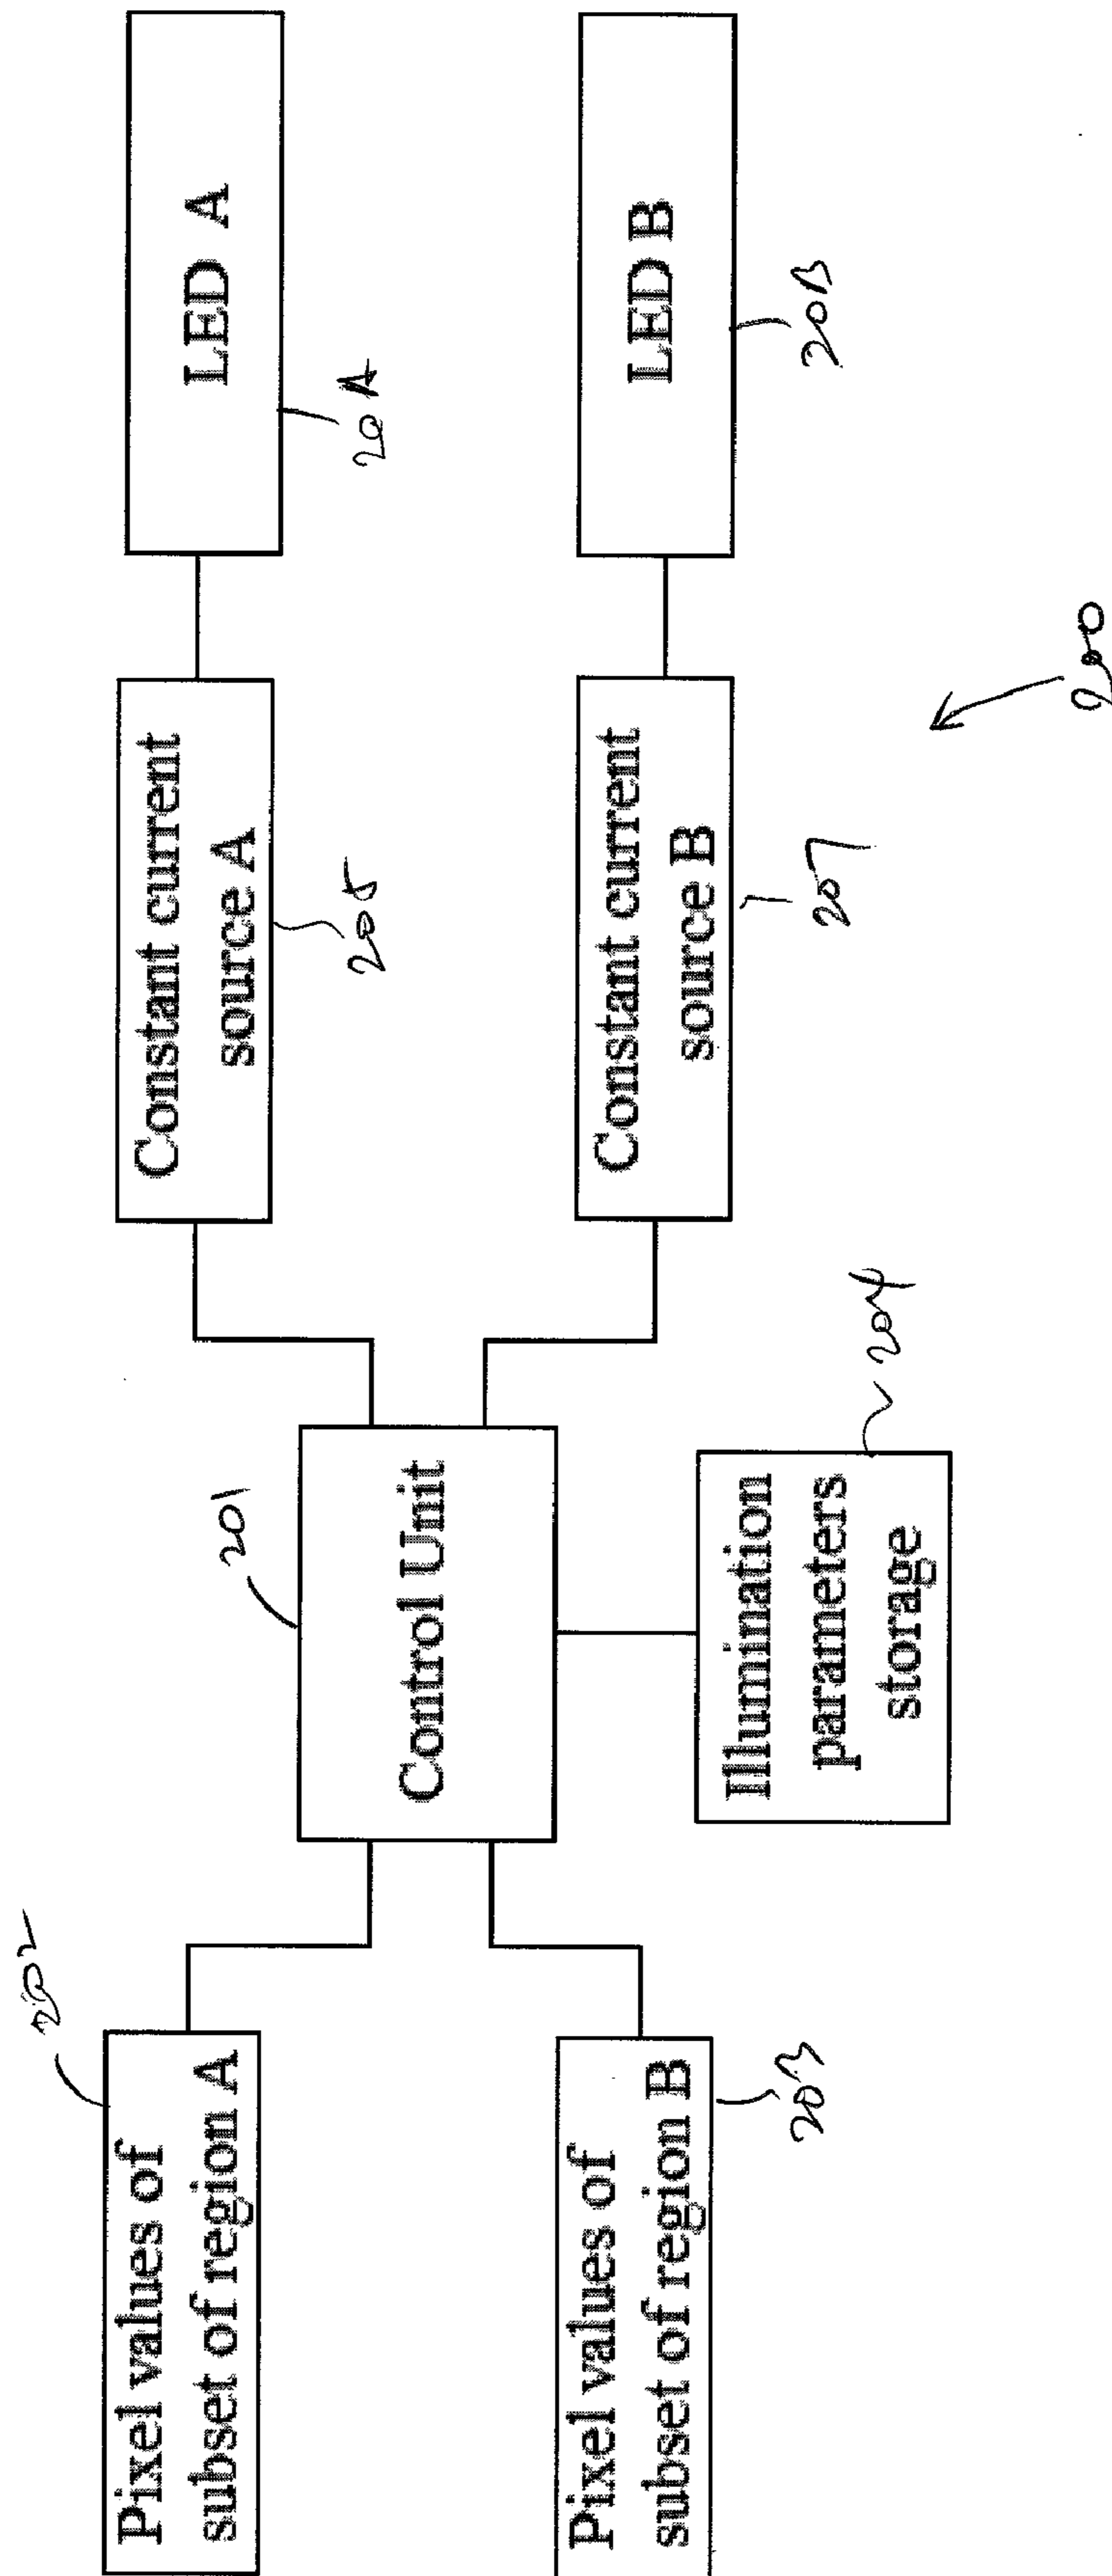 202
Pixel values of
subset of region A
203
Pixel values of
subset of region B
201
Control Unit
204
Illumination
parameters
storage
Constant current
source A
205
Constant current
source B
207
LED A
20A
LED B
20B
200